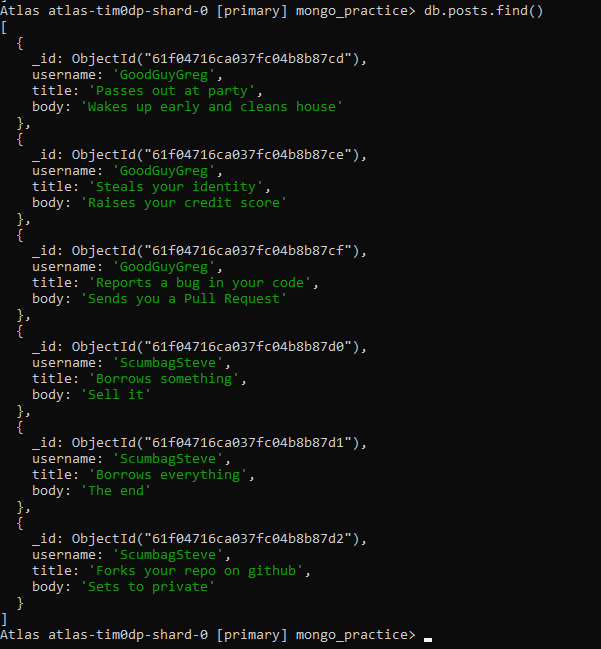 Atlas atlas-tim0dp-shard-0 [primary] mongo_practice> db.posts.find()
[
  {
    _id: ObjectId("61f04716ca037fc04b8b87cd"),
    username: 'GoodGuyGreg',
    title: 'Passes out at party',
    body: 'Wakes up early and cleans house'
  },
  {
    _id: ObjectId("61f04716ca037fc04b8b87ce"),
    username: 'GoodGuyGreg',
    title: 'Steals your identity',
    body: 'Raises your credit score'
  },
  {
    _id: ObjectId("61f04716ca037fc04b8b87cf"),
    username: 'GoodGuyGreg',
    title: 'Reports a bug in your code',
    body: 'Sends you a Pull Request'
  },
  {
    _id: ObjectId("61f04716ca037fc04b8b87d0"),
    username: 'ScumbagSteve',
    title: 'Borrows something',
    body: 'Sell it'
  },
  {
    _id: ObjectId("61f04716ca037fc04b8b87d1"),
    username: 'ScumbagSteve',
    title: 'Borrows everything',
    body: 'The end'
  },
  {
    _id: ObjectId("61f04716ca037fc04b8b87d2"),
    username: 'ScumbagSteve',
    title: 'Forks your repo on github',
    body: 'Sets to private'
  }
]
Atlas atlas-tim0dp-shard-0 [primary] mongo_practice> _